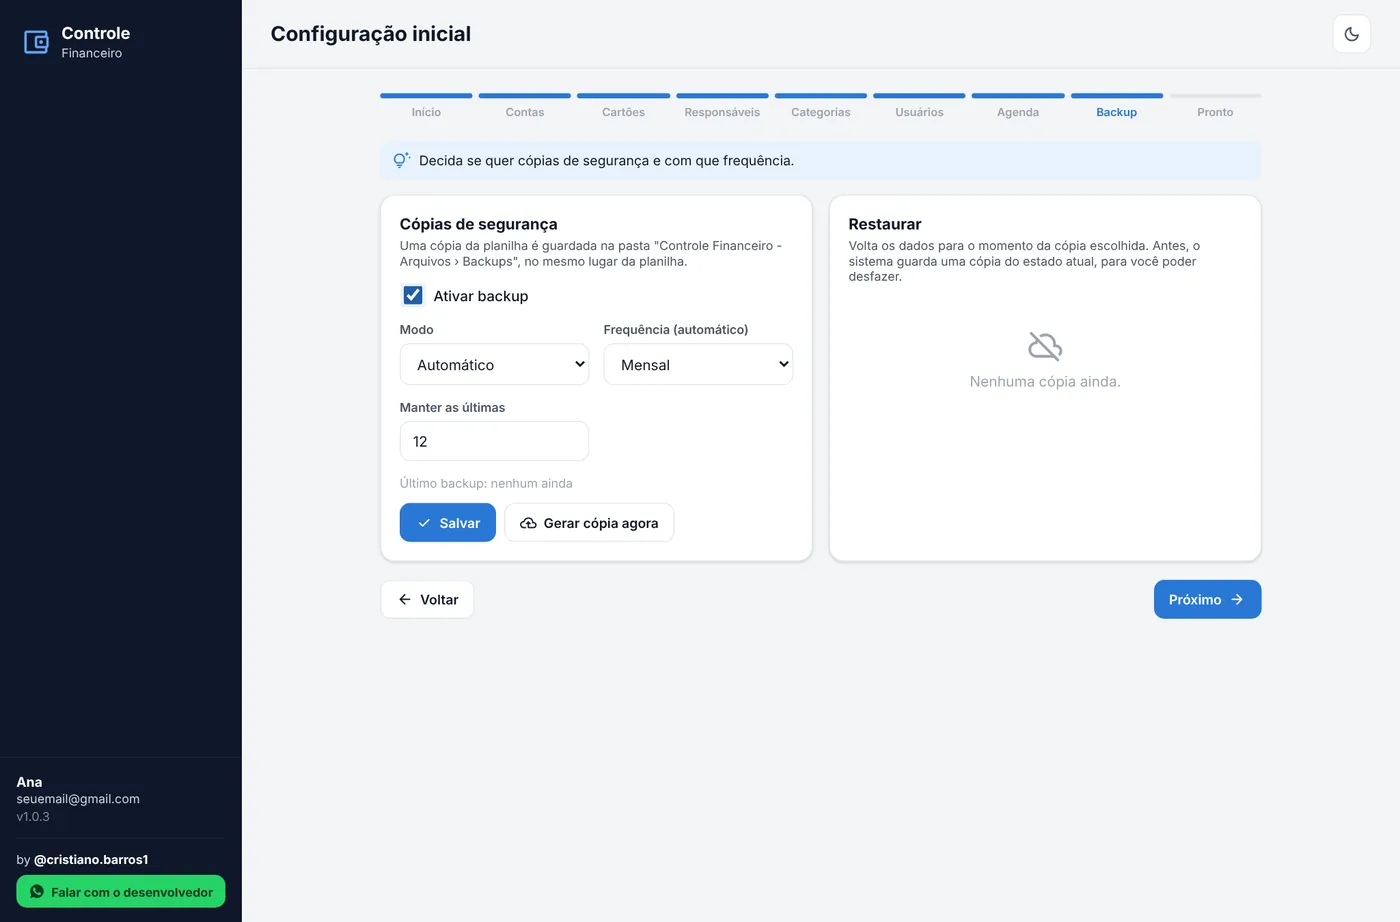 Controle
Financeiro
Configuração inicial
Início
Contas
Cartões
Responsáveis
Categorias
Usuários
Agenda
Backup
Pronto
Decida se quer cópias de segurança e com que frequência.
Cópias de segurança
Uma cópia da planilha é guardada na pasta "Controle Financeiro -
Arquivos › Backups", no mesmo lugar da planilha.
Ativar backup
Modo
Frequência (automático)
Automático
Mensal
Manter as últimas
12
Último backup: nenhum ainda
Salvar
Gerar cópia agora
Restaurar
Volta os dados para o momento da cópia escolhida. Antes, o
sistema guarda uma cópia do estado atual, para você poder
desfazer.
Nenhuma cópia ainda.
Voltar
Próximo
Ana
seuemail@gmail.com
v1.0.3
by @cristiano.barros1
Falar com o desenvolvedor